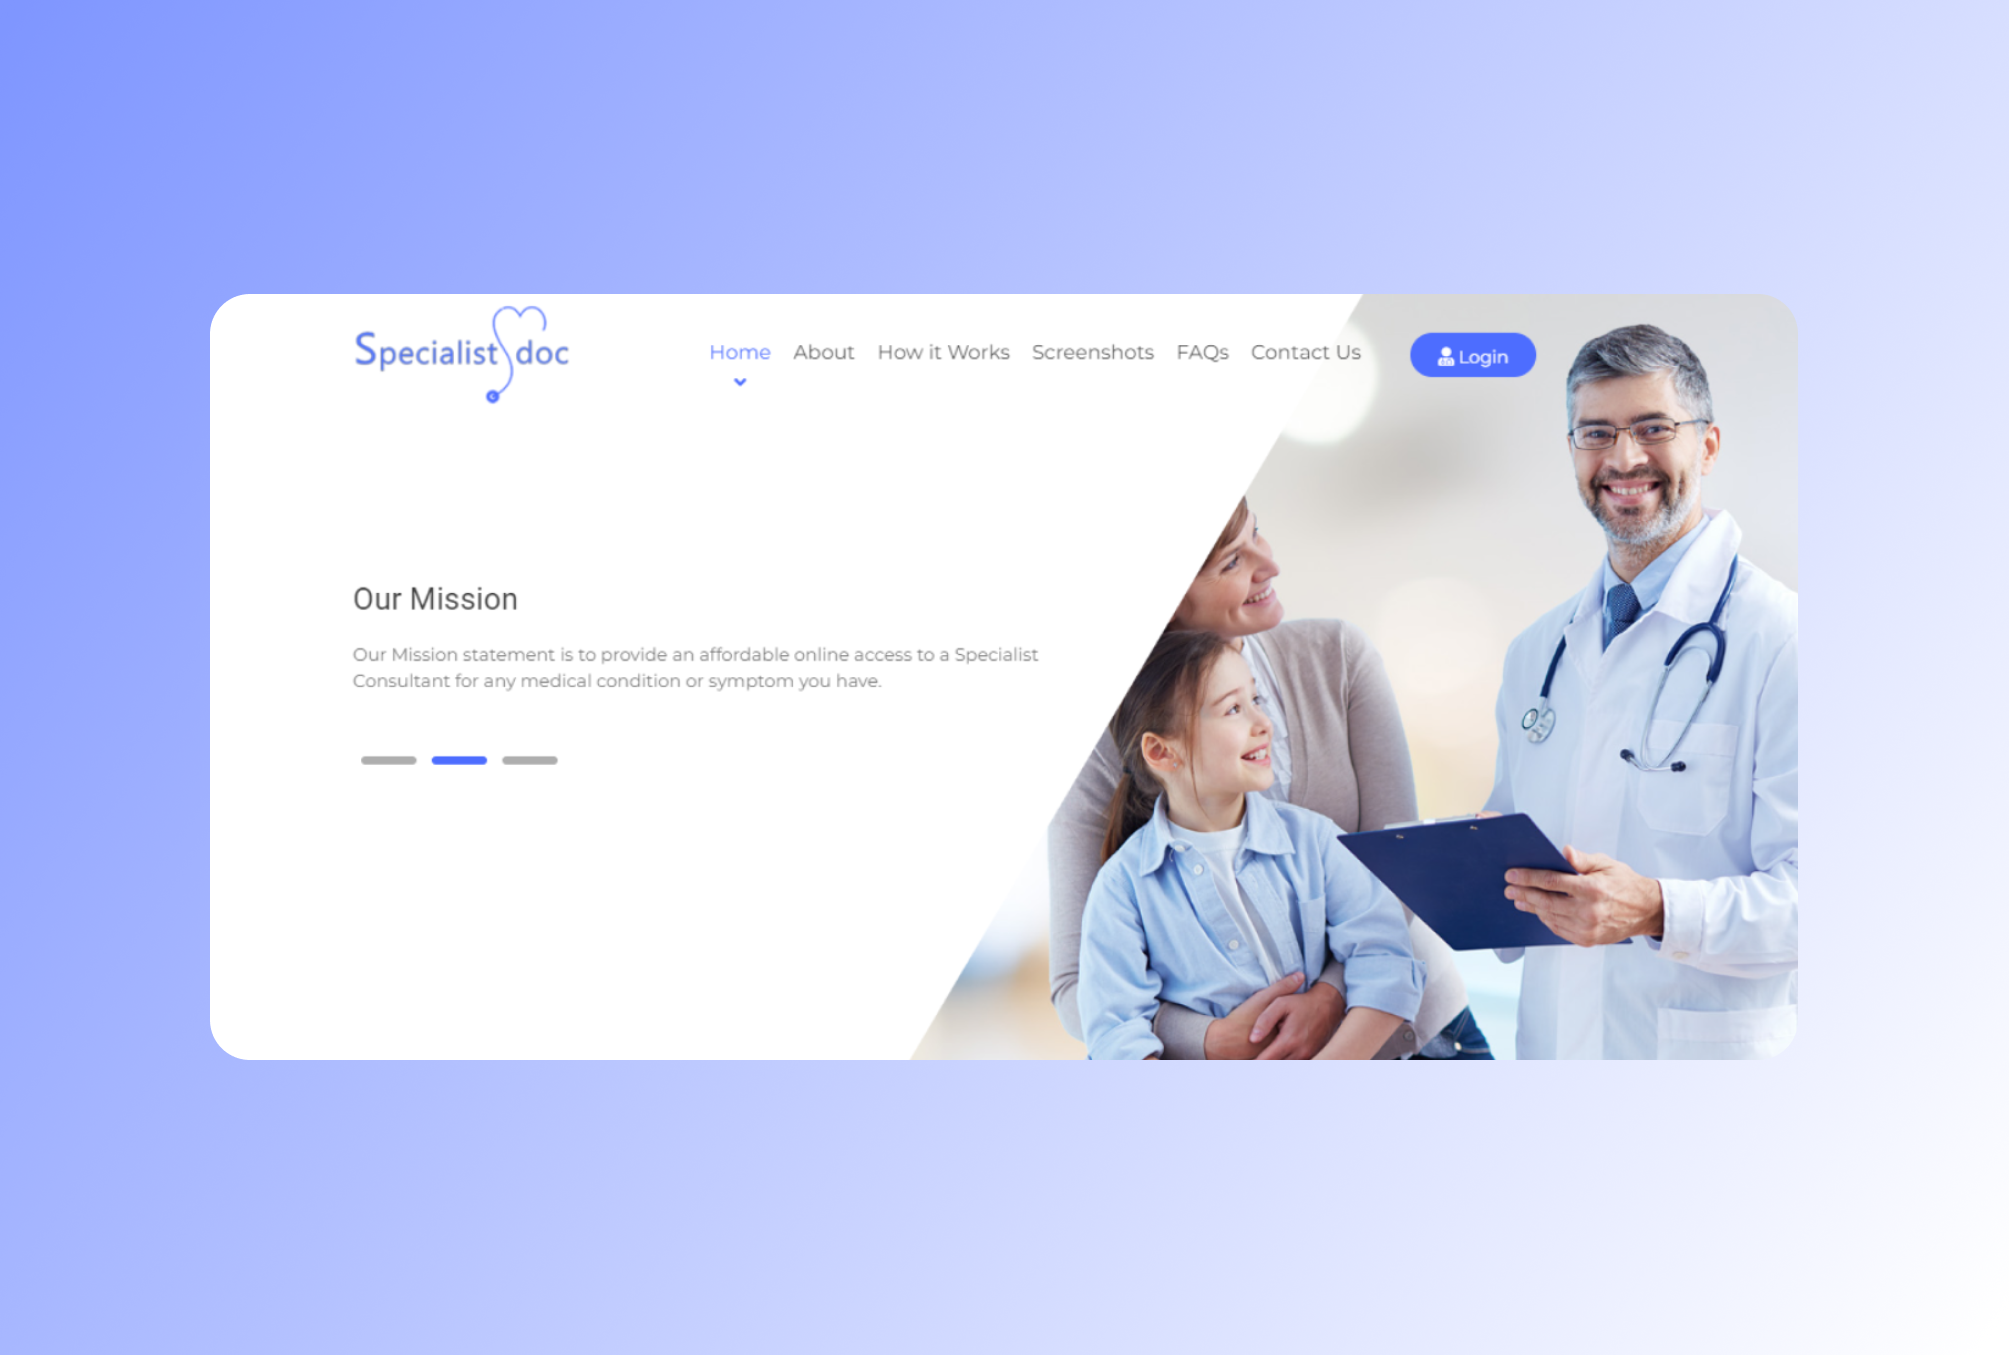 Specialist doc
Home About How it Works Screenshots FAQs Contact Us Login
Our Mission
Our Mission statement is to provide an affordable online access to a Specialist
Consultant for any medical condition or symptom you have.